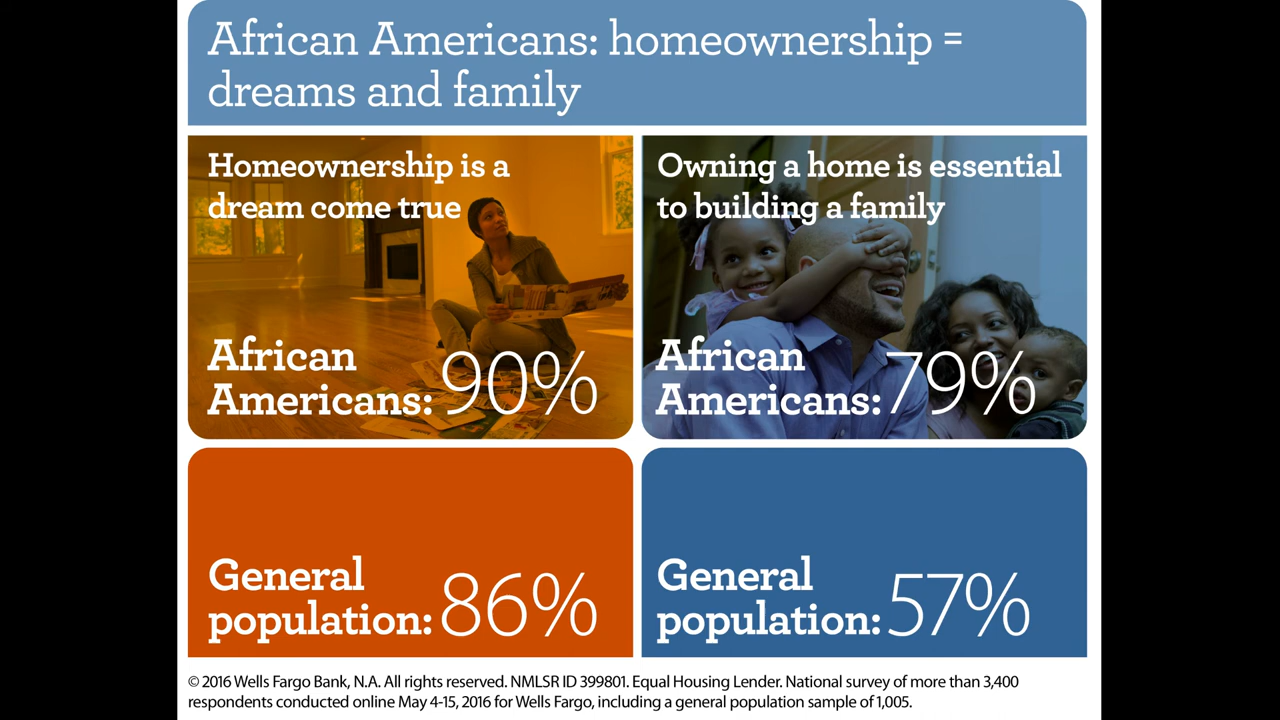 African Americans: homeownership =
dreams and family
Homeownership is a
dream come true
African
Americans: 90%
Owning a home is essential
to building a family
African
Americans: 79%
General
population: 86%
General
population: 57%
© 2016 Wells Fargo Bank, N.A. All rights reserved. NMLSR ID 399801. Equal Housing Lender. National survey of more than 3,400
respondents conducted online May 4-15, 2016 for Wells Fargo, including a general population sample of 1,005.